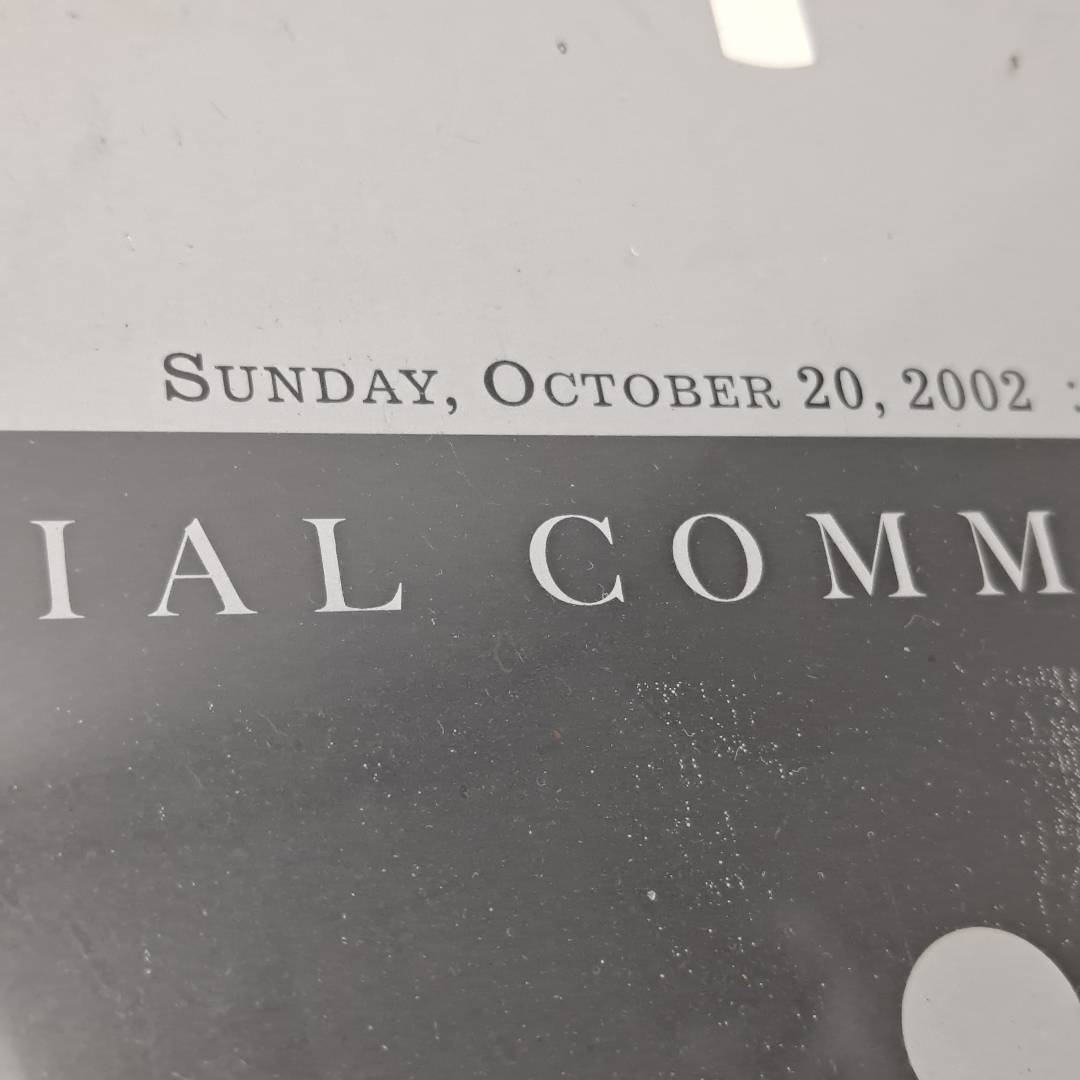 SUNDAY, OCTOBER 20, 2002
IAL COMM